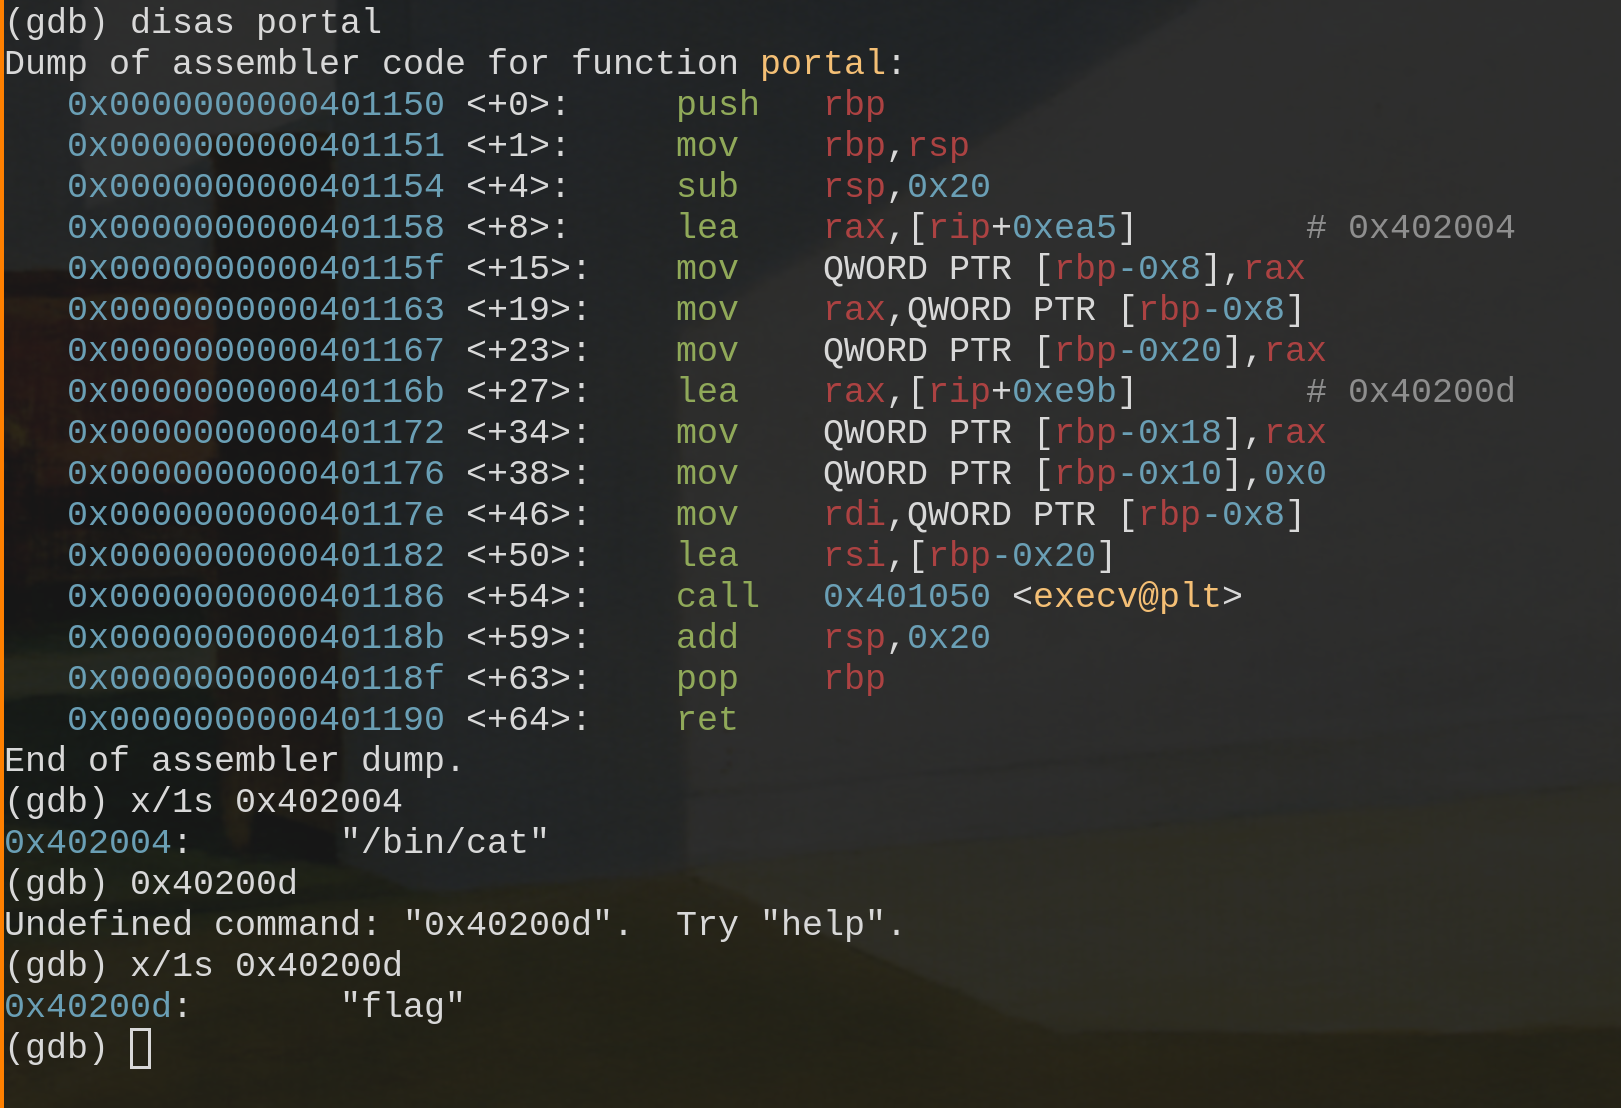 (gdb) disas portal
Dump of assembler code for function portal:
   0x0000000000401150 <+0>:     push   rbp
   0x0000000000401151 <+1>:     mov    rbp,rsp
   0x0000000000401154 <+4>:     sub    rsp,0x20
   0x0000000000401158 <+8>:     lea    rax,[rip+0xea5]        # 0x402004
   0x000000000040115f <+15>:    mov    QWORD PTR [rbp-0x8],rax
   0x0000000000401163 <+19>:    mov    rax,QWORD PTR [rbp-0x8]
   0x0000000000401167 <+23>:    mov    QWORD PTR [rbp-0x20],rax
   0x000000000040116b <+27>:    lea    rax,[rip+0xe9b]        # 0x40200d
   0x0000000000401172 <+34>:    mov    QWORD PTR [rbp-0x18],rax
   0x0000000000401176 <+38>:    mov    QWORD PTR [rbp-0x10],0x0
   0x000000000040117e <+46>:    mov    rdi,QWORD PTR [rbp-0x8]
   0x0000000000401182 <+50>:    lea    rsi,[rbp-0x20]
   0x0000000000401186 <+54>:    call   0x401050 <execv@plt>
   0x000000000040118b <+59>:    add    rsp,0x20
   0x000000000040118f <+63>:    pop    rbp
   0x0000000000401190 <+64>:    ret
End of assembler dump.
(gdb) x/1s 0x402004
0x402004:       "/bin/cat"
(gdb) 0x40200d
Undefined command: "0x40200d".  Try "help".
(gdb) x/1s 0x40200d
0x40200d:       "flag"
(gdb)